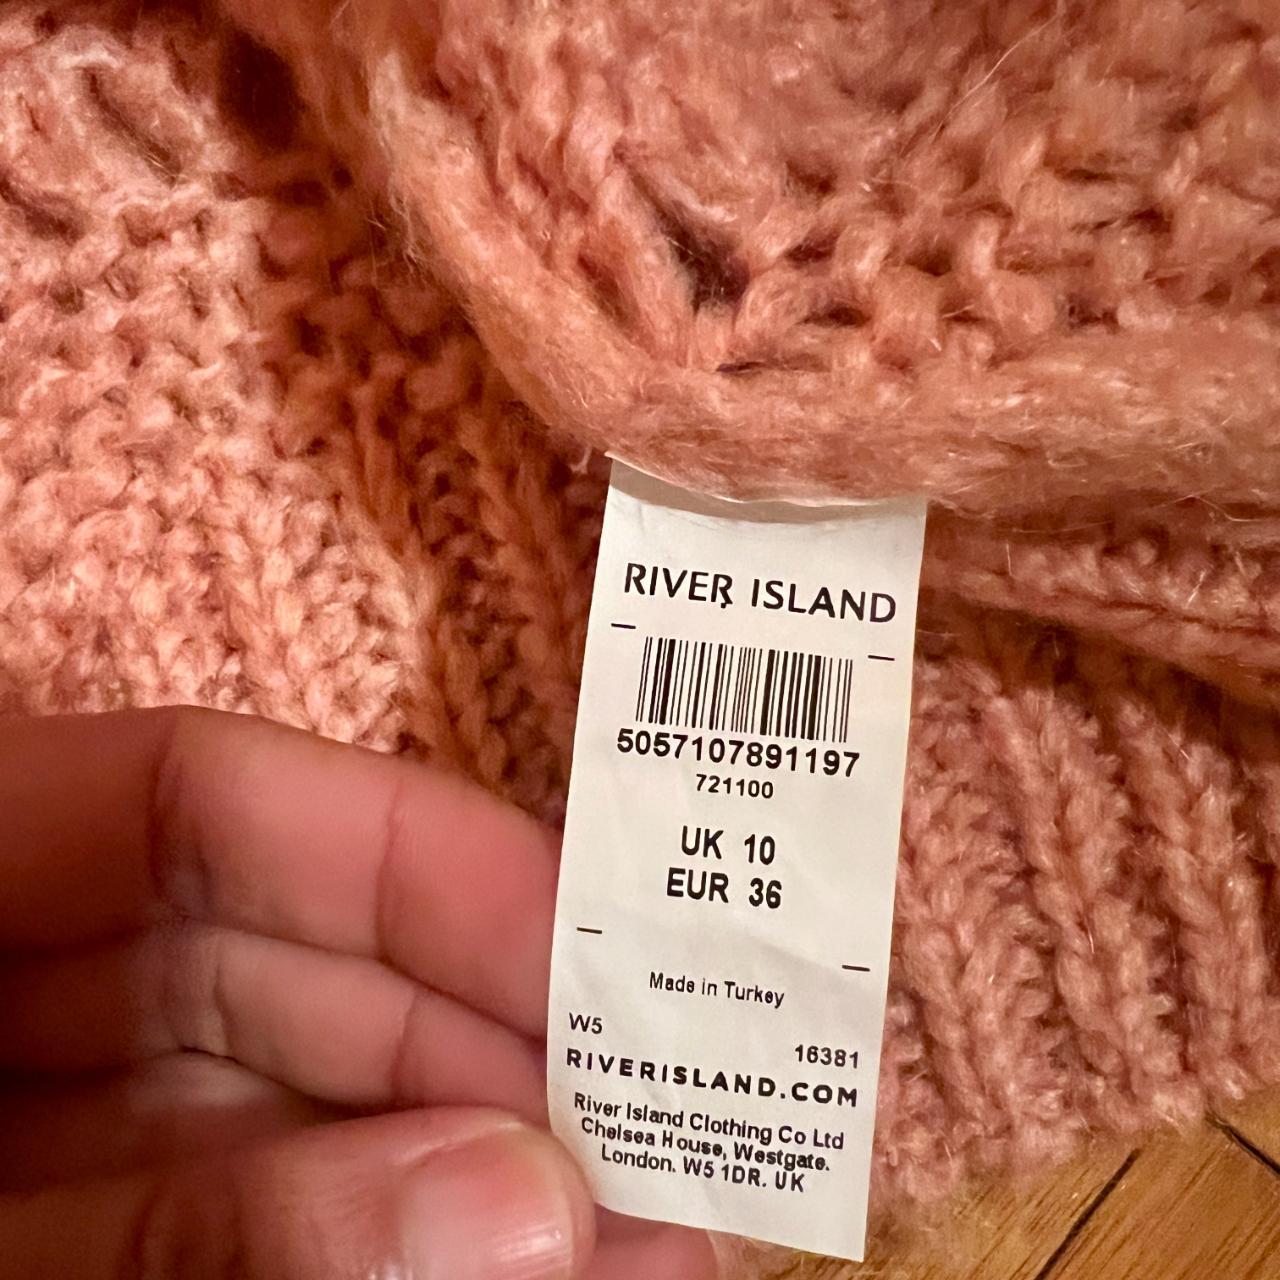 RIVER ISLAND
5057107891197
721100
UK 10
EUR 36
Made in Turkey
W5
16381
RIVERISLAND.COM
River Island Clothing Co Ltd
Chelsea House, Westgate.
London. W5 1DR. UK